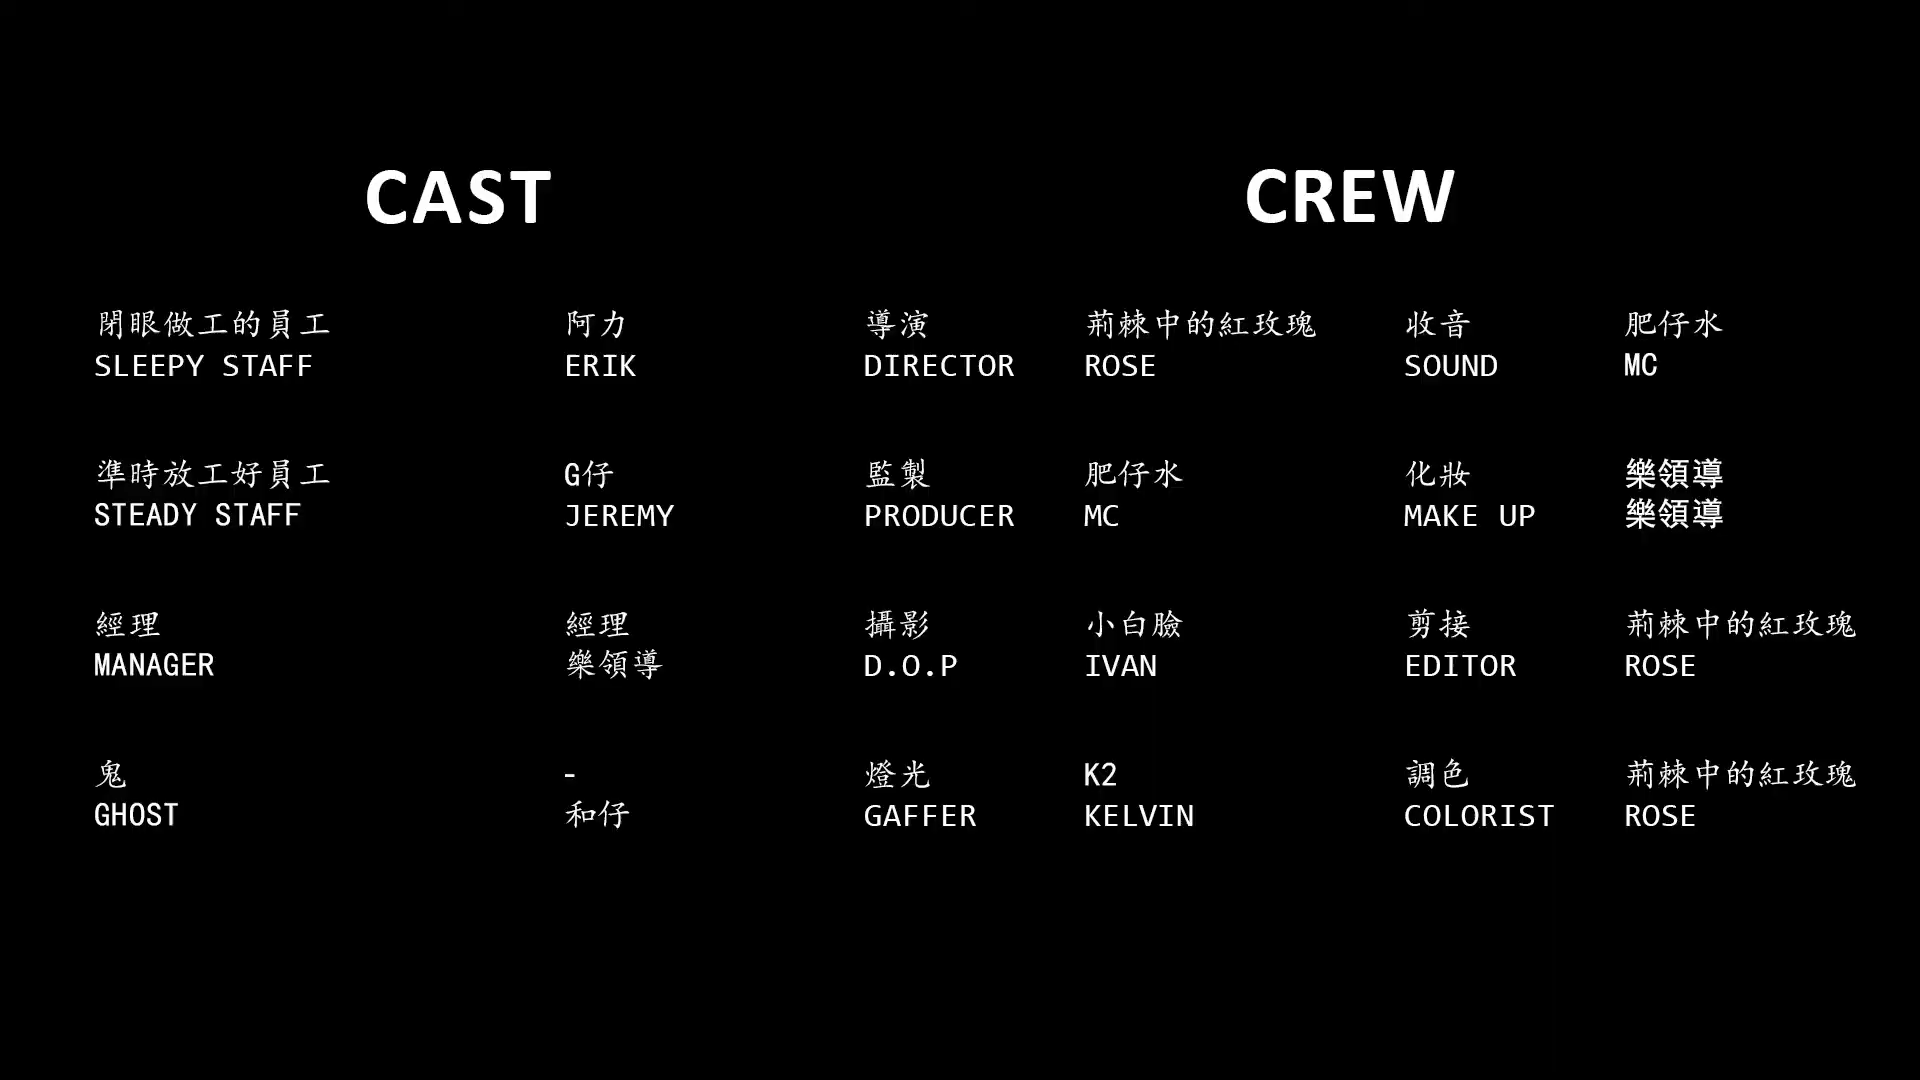 CAST
閉眼做工的員工 阿力
SLEEPY STAFF ERIK
準時放工好員工 G仔
STEADY STAFF JEREMY
經理 經理
MANAGER 樂領導
鬼 -
GHOST 和仔
CREW
導演 荊棘中的紅玫瑰 收音 肥仔水
DIRECTOR ROSE SOUND MC
監製 肥仔水 化妝 樂領導
PRODUCER MC MAKE UP 樂領導
攝影 小白臉 剪接 荊棘中的紅玫瑰
D.O.P IVAN EDITOR ROSE
燈光 K2 調色 荊棘中的紅玫瑰
GAFFER KELVIN COLORIST ROSE